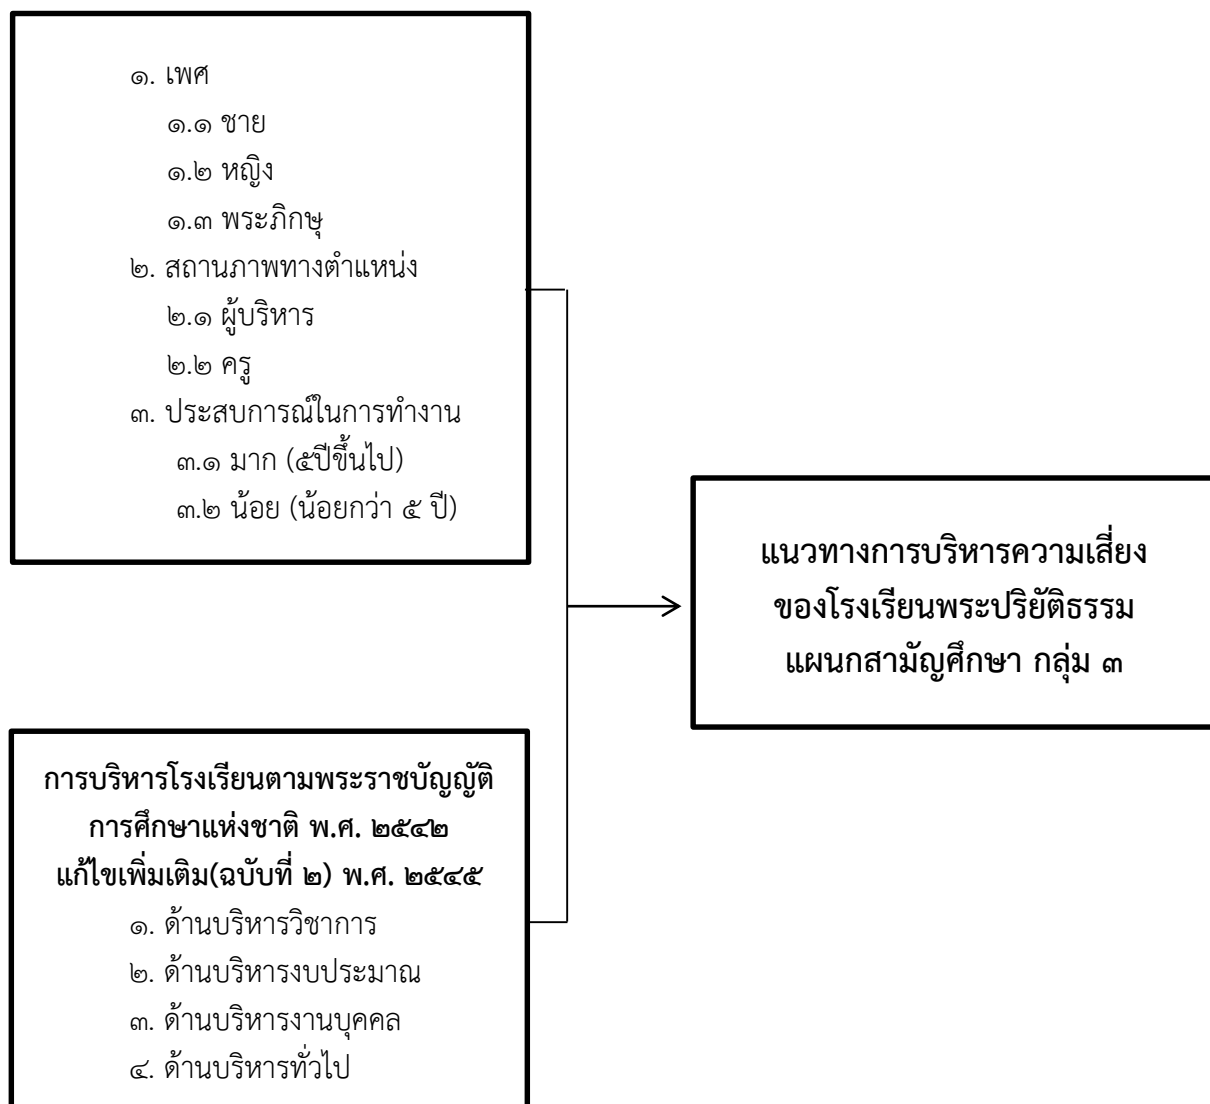 ๑. เพศ
๑.๑ ชาย
๑.๒ หญิง
๑.๓ พระภิกษุ
๒. สถานภาพทางตำแหน่ง
๒.๑ ผู้บริหาร
๒.๒ ครู
๓. ประสบการณ์ในการทำงาน
๓.๑ มาก (๕ปีขึ้นไป)
๓.๒ น้อย (น้อยกว่า ๕ ปี)
แนวทางการบริหารความเสี่ยง
ของโรงเรียนพระปริยัติธรรม
แผนกสามัญศึกษา กลุ่ม ๓
การบริหารโรงเรียนตามพระราชบัญญัติ
การศึกษาแห่งชาติ พ.ศ. ๒๕๔๒
แก้ไขเพิ่มเติม(ฉบับที่ ๒) พ.ศ. ๒๕๔๕
๑. ด้านบริหารวิชาการ
๒. ด้านบริหารงบประมาณ
๓. ด้านบริหารงานบุคคล
๔. ด้านบริหารทั่วไป